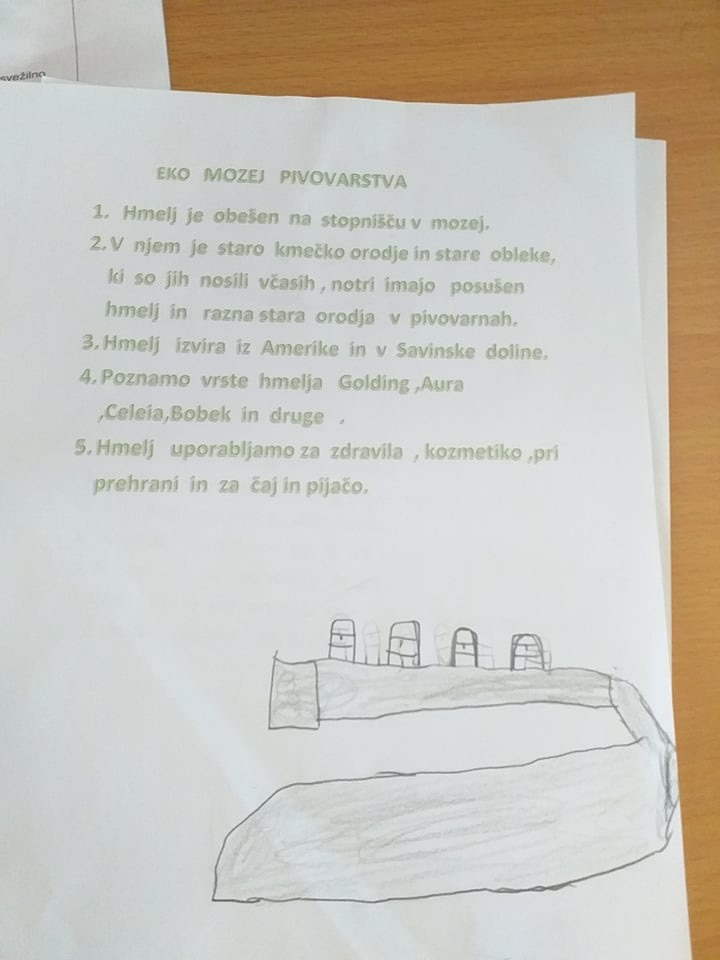 svežilno
EKO MOZEJ PIVOVARSTVA
1. Hmelj je obešen na stopnišču v mozej.
2. V njem je staro kmečko orodje in stare obleke,
ki so jih nosili včasih , notri imajo posušen
hmelj in razna stara orodja v pivovarnah.
3. Hmelj izvira iz Amerike in v Savinske doline.
4. Poznamo vrste hmelja Golding ,Aura
,Celeia,Bobek in druge .
5. Hmelj uporabljamo za zdravila , kozmetiko ,pri
prehrani in za čaj in pijačo.